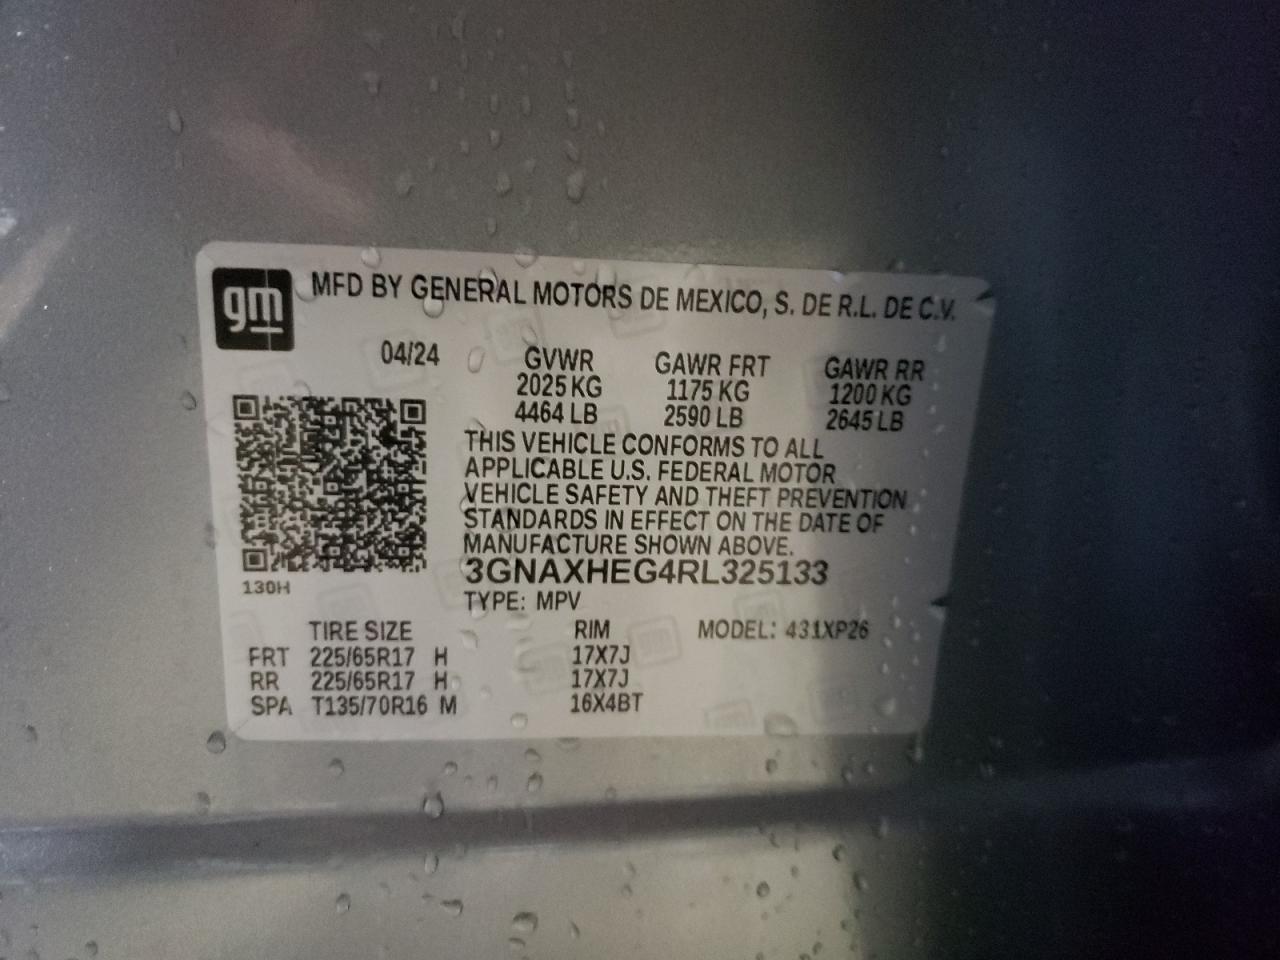 gm
MFD BY GENERAL MOTORS DE MEXICO, S. DE R.L. DE C.V.
04/24 GVWR GAWR FRT GAWR RR
2025 KG 1175 KG 1200 KG
4464 LB 2590 LB 2645 LB
THIS VEHICLE CONFORMS TO ALL
APPLICABLE U.S. FEDERAL MOTOR
VEHICLE SAFETY AND THEFT PREVENTION
STANDARDS IN EFFECT ON THE DATE OF
MANUFACTURE SHOWN ABOVE.
130H
3GNAXHEG4RL325133
TYPE: MPV
TIRE SIZE RIM MODEL: 431XP26
FRT 225/65R17 H 17X7J
RR 225/65R17 H 17X7J
SPA T135/70R16 M 16X4BT